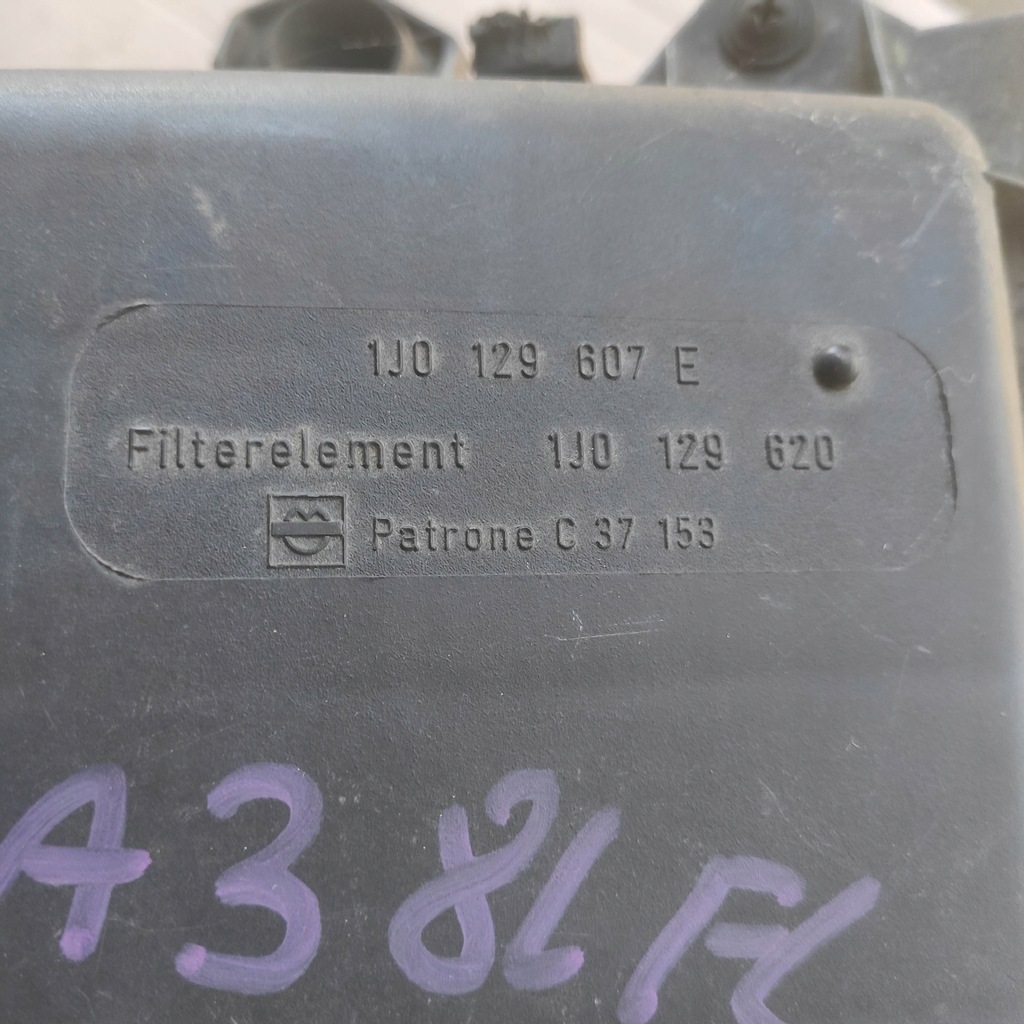 1J0 129 607 E
Filterelement 1J0 129 620
Patrone C 37 153
A3 8L FL